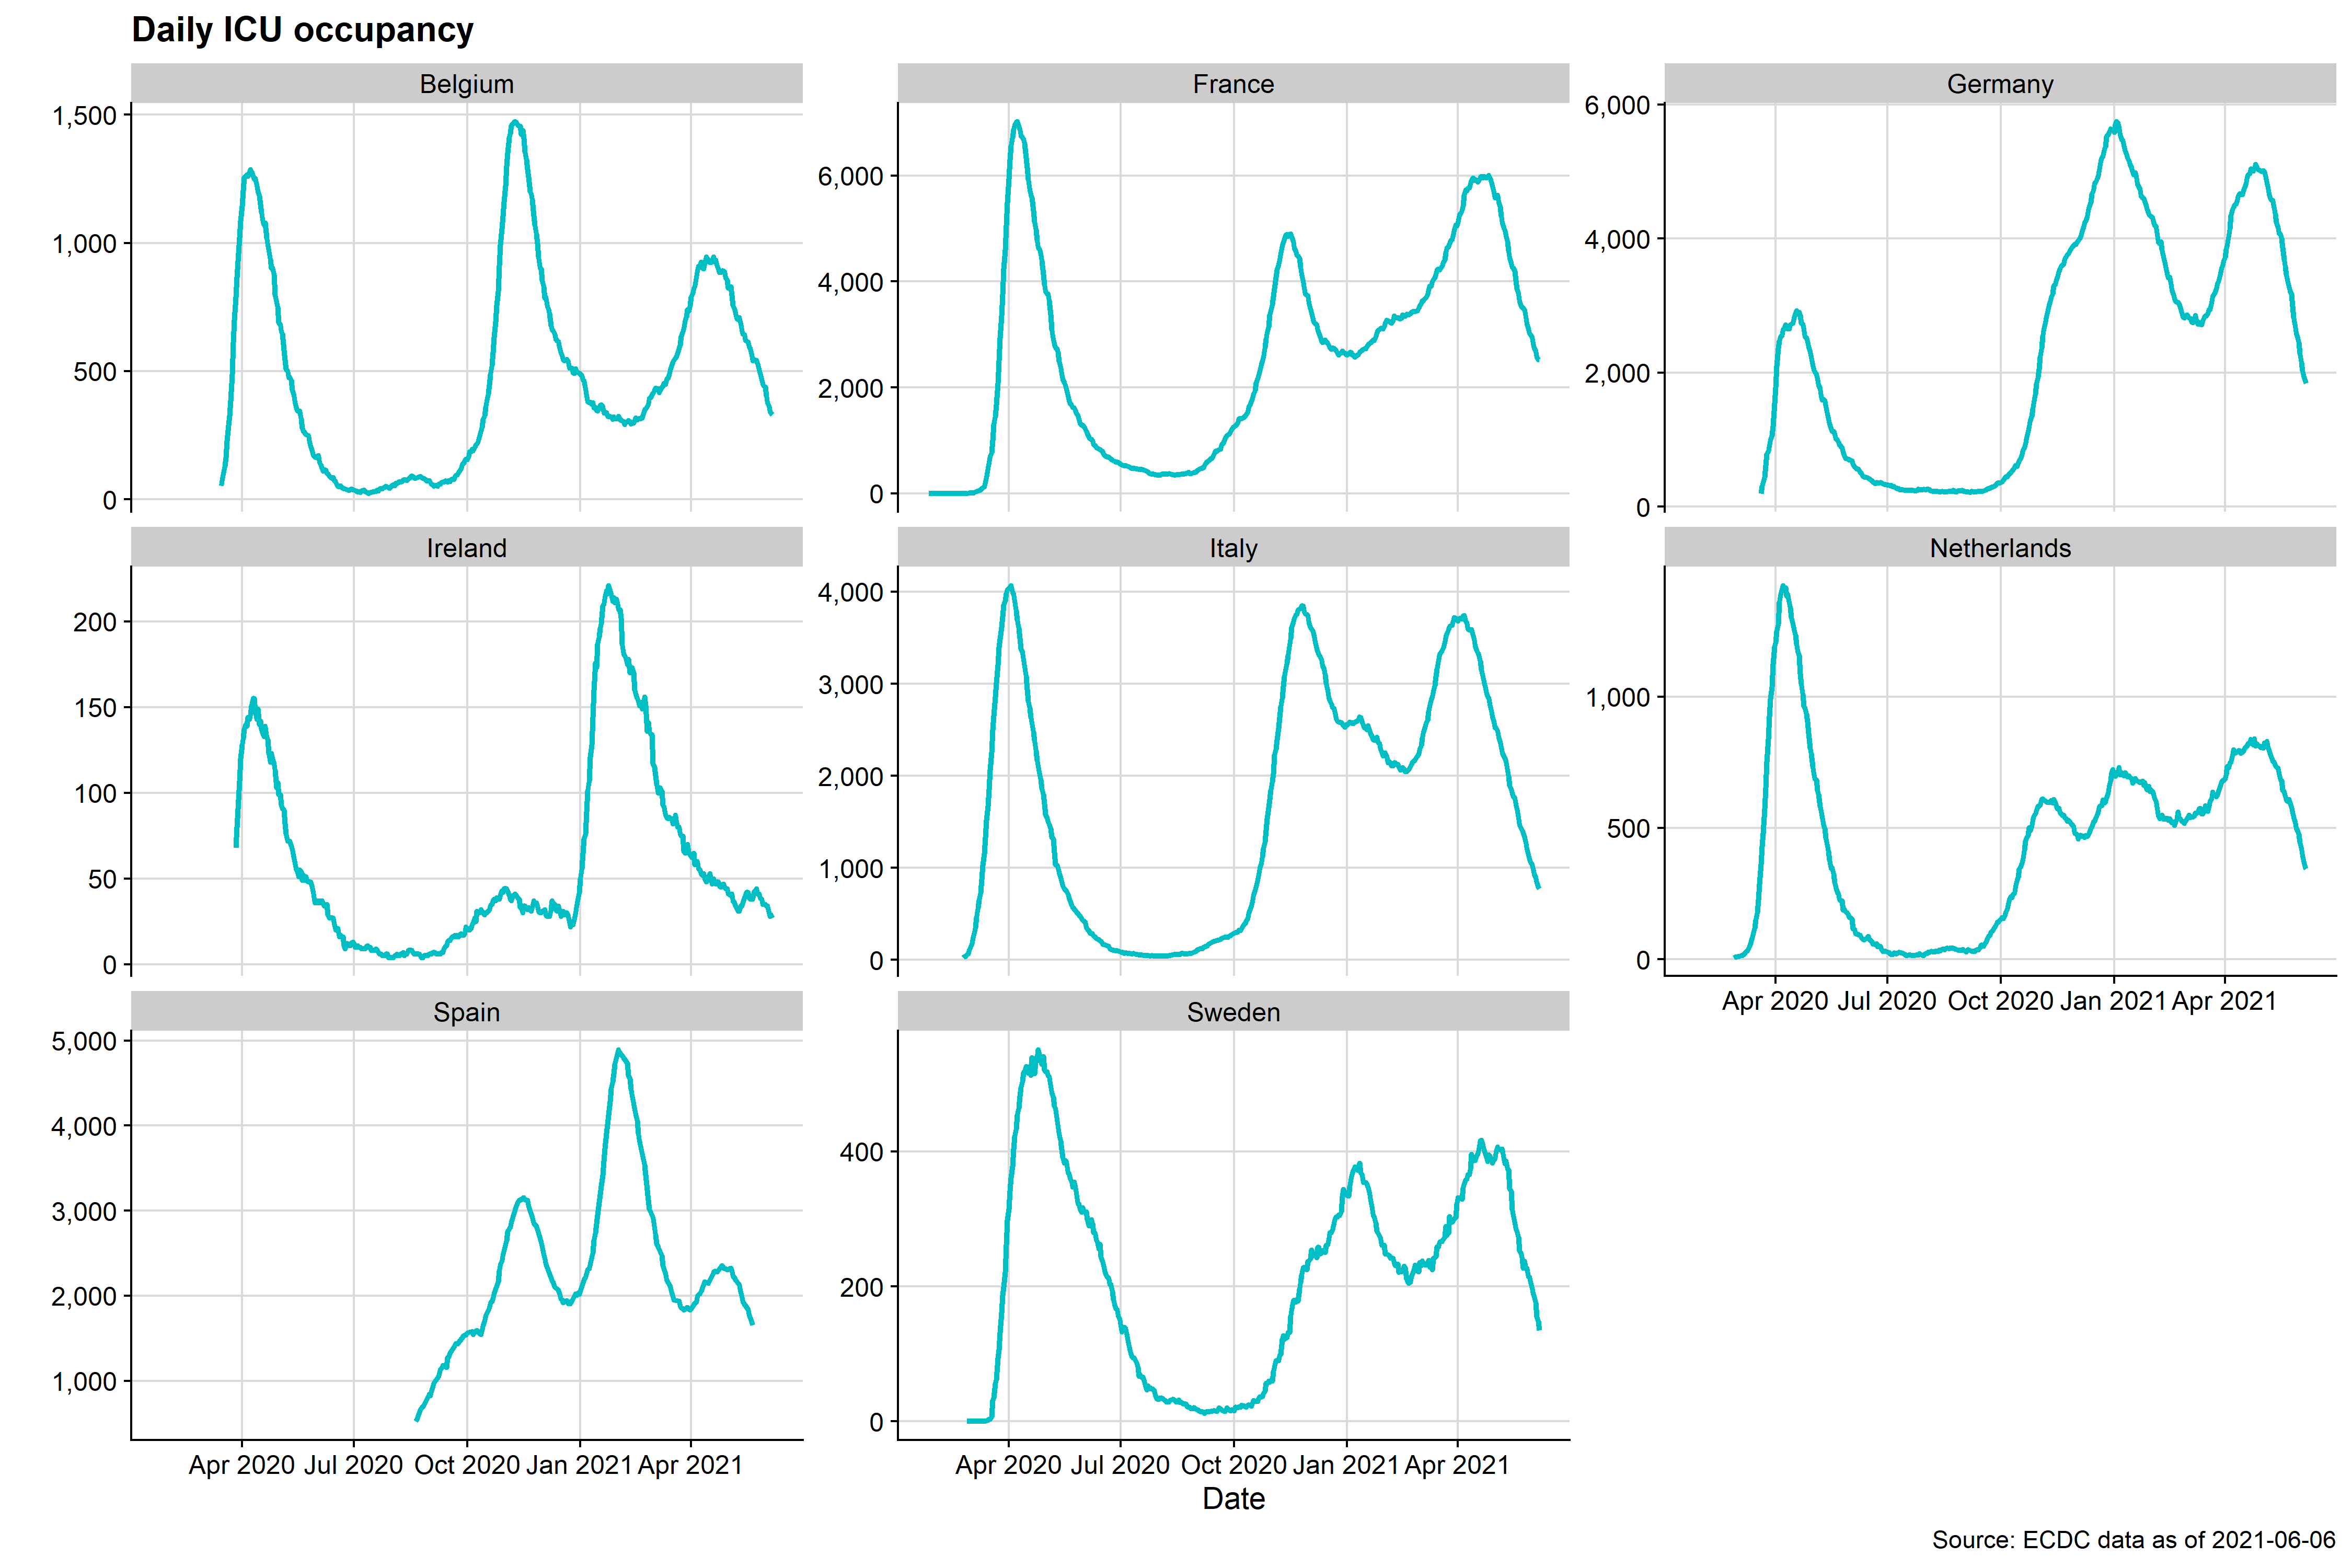 Daily ICU occupancy
Belgium
France
Germany
1,500
1,000
500
0
6,000
4,000
2,000
0
6,000
4,000
2,000
0
Ireland
Italy
Netherlands
200
150
100
50
0
4,000
3,000
2,000
1,000
0
1,000
500
0
Apr 2020 Jul 2020 Oct 2020 Jan 2021 Apr 2021
Spain
Sweden
5,000
4,000
3,000
2,000
1,000
400
200
0
Apr 2020 Jul 2020 Oct 2020 Jan 2021 Apr 2021
Apr 2020 Jul 2020 Oct 2020 Jan 2021 Apr 2021
Date
Source: ECDC data as of 2021-06-06